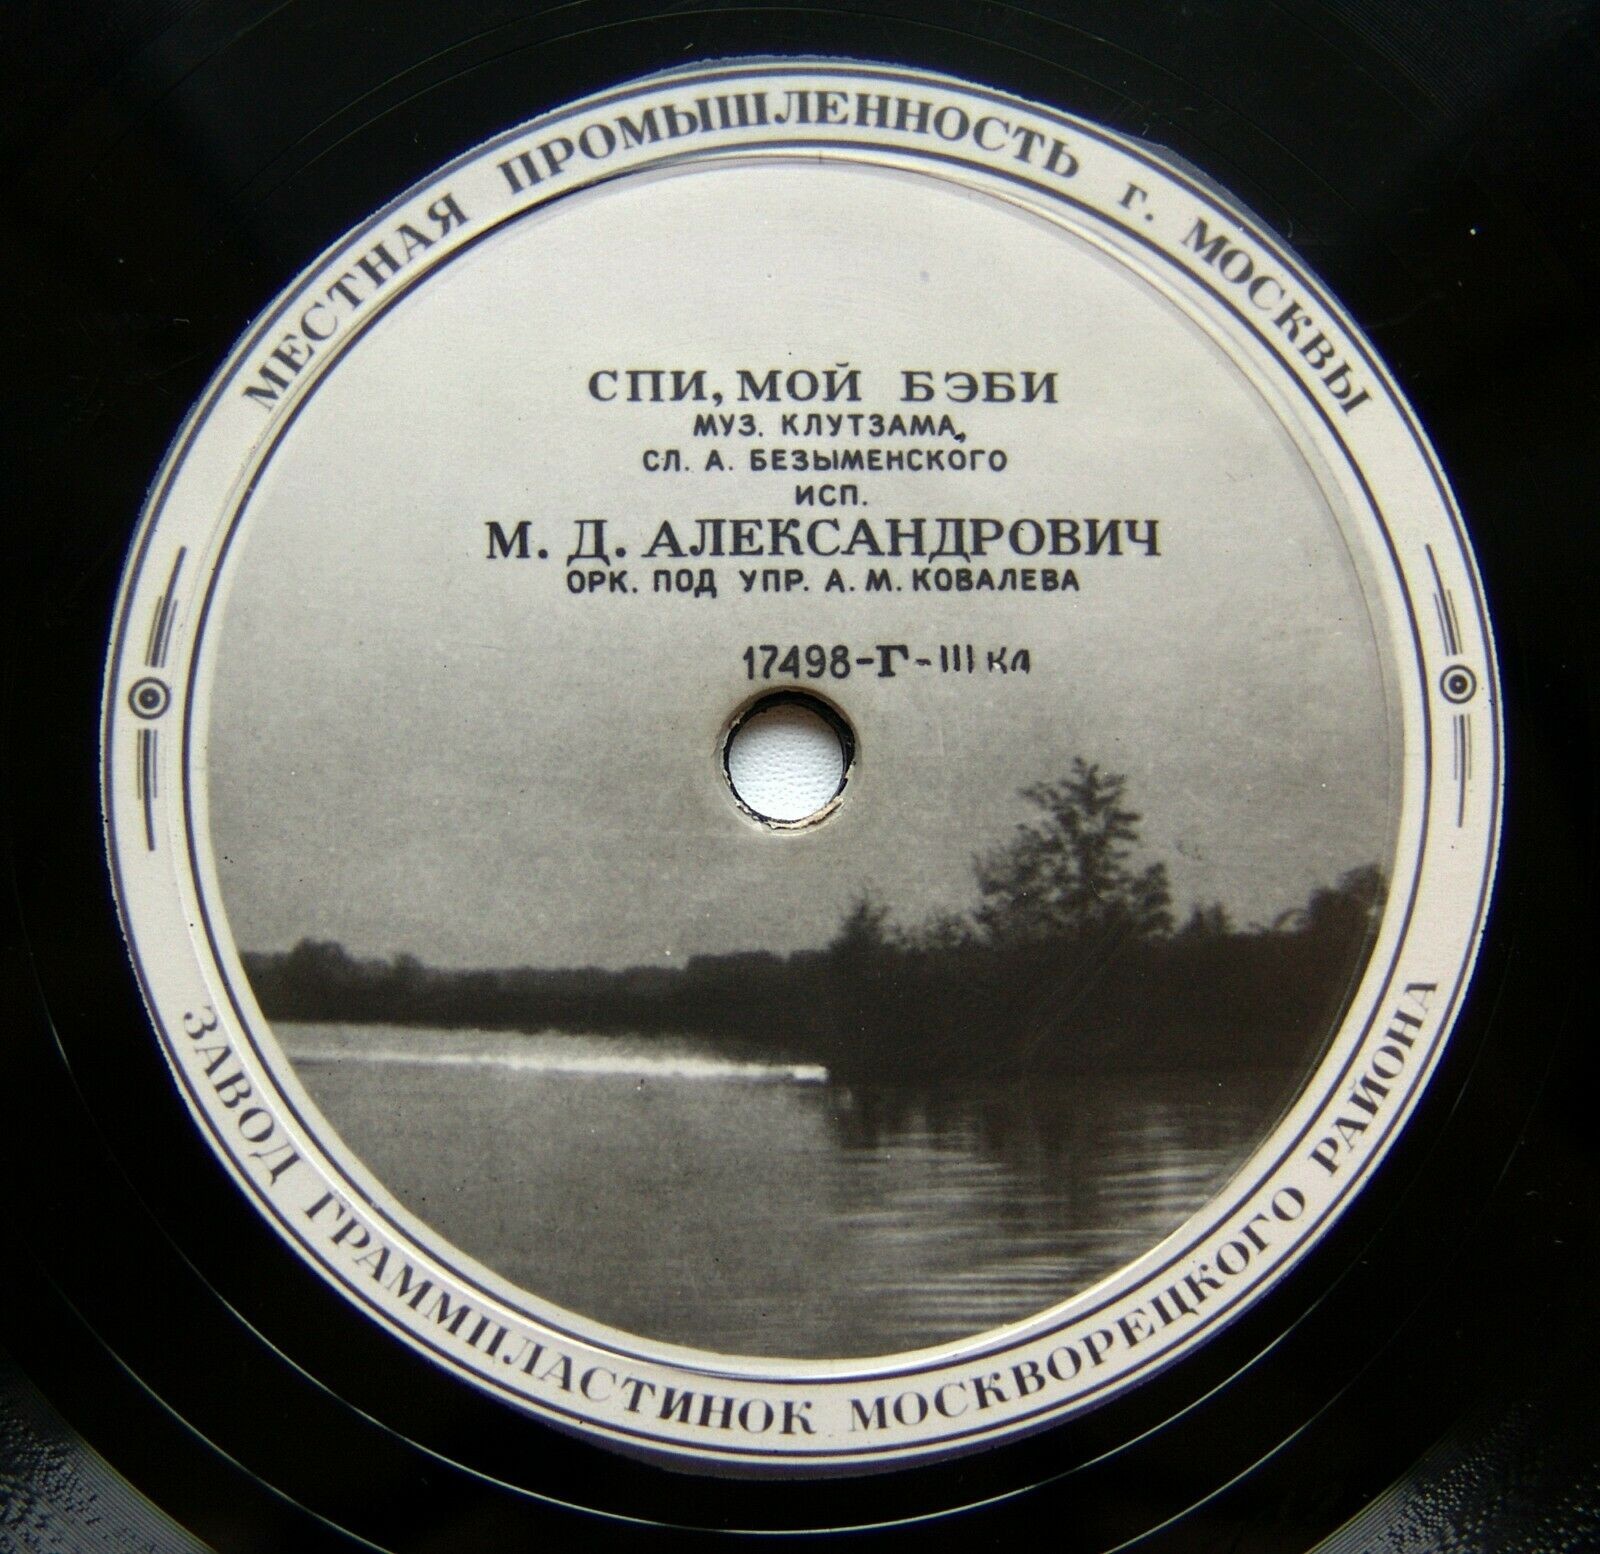 МЕСТНАЯ ПРОМЫШЛЕННОСТЬ г. МОСКВЫ
СПИ, МОЙ БЭБИ
МУЗ. КЛУТЗАМА,
СЛ. А. БЕЗЫМЕНСКОГО
ИСП.
М. Д. АЛЕКСАНДРОВИЧ
ОРК. ПОД УПР. А. М. КОВАЛЕВА
17498-Г-III кл
ЗАВОД ГРАММПЛАСТИНОК МОСКВОРЕЦКОГО РАЙОНА